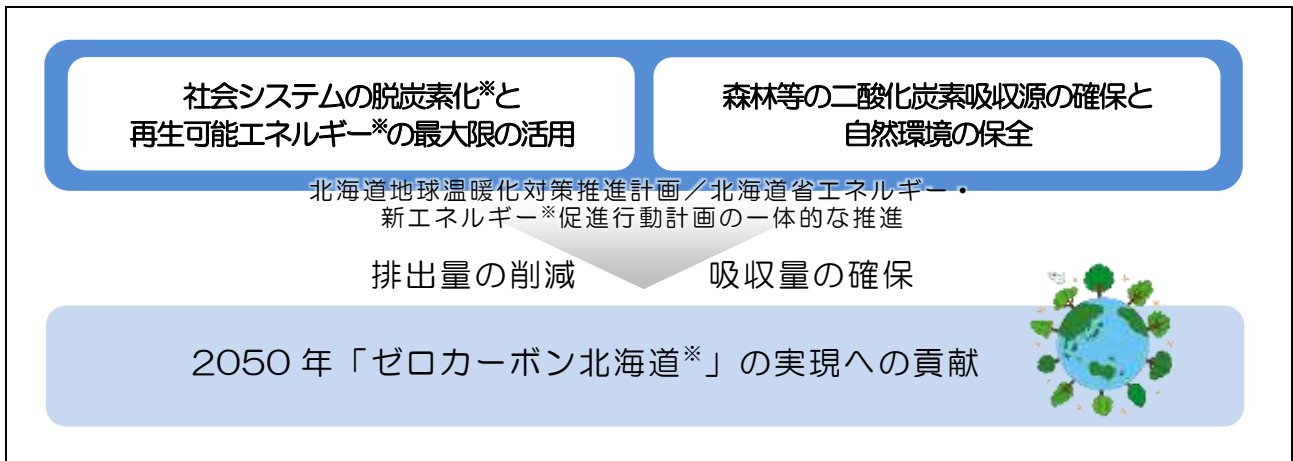 社会システムの脱炭素化※と
再生可能エネルギー※の最大限の活用
森林等の二酸化炭素吸収源の確保と
自然環境の保全
北海道地球温暖化対策推進計画／北海道省エネルギー・
新エネルギー※促進行動計画の一体的な推進
排出量の削減
吸収量の確保
2050 年「ゼロカーボン北海道※」の実現への貢献